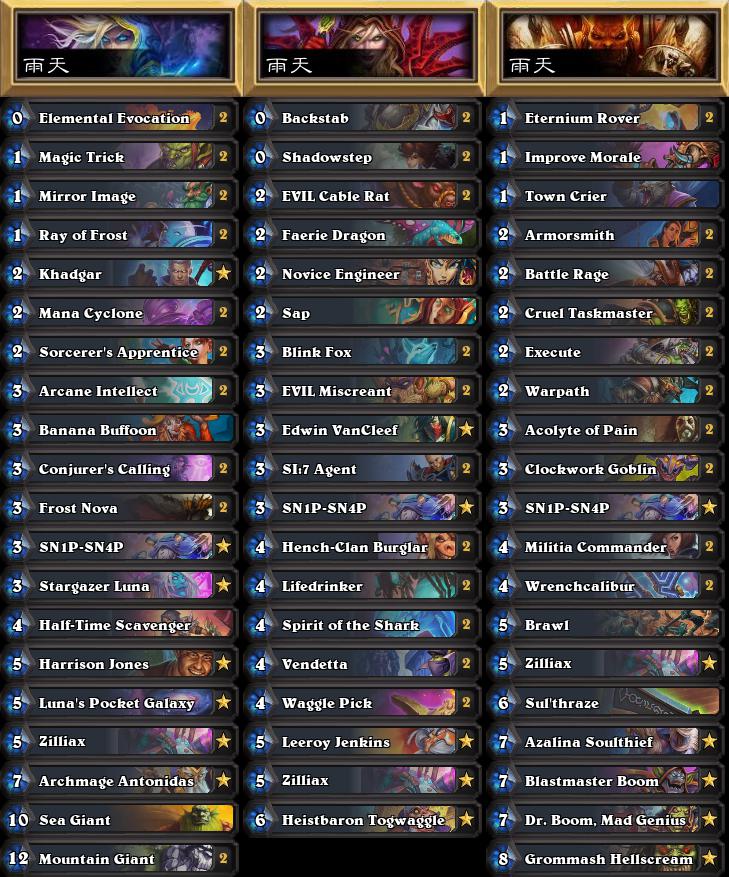 雨天
0 Elemental Evocation 2
1 Magic Trick 2
1 Mirror Image 2
1 Ray of Frost 2
2 Khadgar
2 Mana Cyclone 2
2 Sorcerer's Apprentice 2
3 Arcane Intellect 2
3 Banana Buffoon
3 Conjurer's Calling 2
3 Frost Nova 2
3 SN1P-SN4P
3 Stargazer Luna
4 Half-Time Scavenger
5 Harrison Jones
5 Luna's Pocket Galaxy
5 Zilliax
7 Archmage Antonidas
10 Sea Giant
12 Mountain Giant 2
雨天
0 Backstab 2
0 Shadowstep 2
2 EVIL Cable Rat 2
2 Faerie Dragon
2 Novice Engineer
2 Sap
3 Blink Fox 2
3 EVIL Miscreant 2
3 Edwin VanCleef
3 SI:7 Agent 2
3 SN1P-SN4P
4 Hench-Clan Burglar 2
4 Lifedrinker 2
4 Spirit of the Shark 2
4 Vendetta 2
4 Waggle Pick 2
5 Leeroy Jenkins
5 Zilliax
6 Heistbaron Togwaggle
雨天
1 Eternium Rover 2
1 Improve Morale
1 Town Crier
2 Armorsmith 2
2 Battle Rage 2
2 Cruel Taskmaster 2
2 Execute 2
2 Warpath 2
3 Acolyte of Pain 2
3 Clockwork Goblin 2
3 SN1P-SN4P
4 Militia Commander 2
4 Wrenchcalibur 2
5 Brawl
5 Zilliax
6 Sul'thraze
7 Azalina Soulthief
7 Blastmaster Boom
7 Dr. Boom, Mad Genius
8 Grommash Hellscream